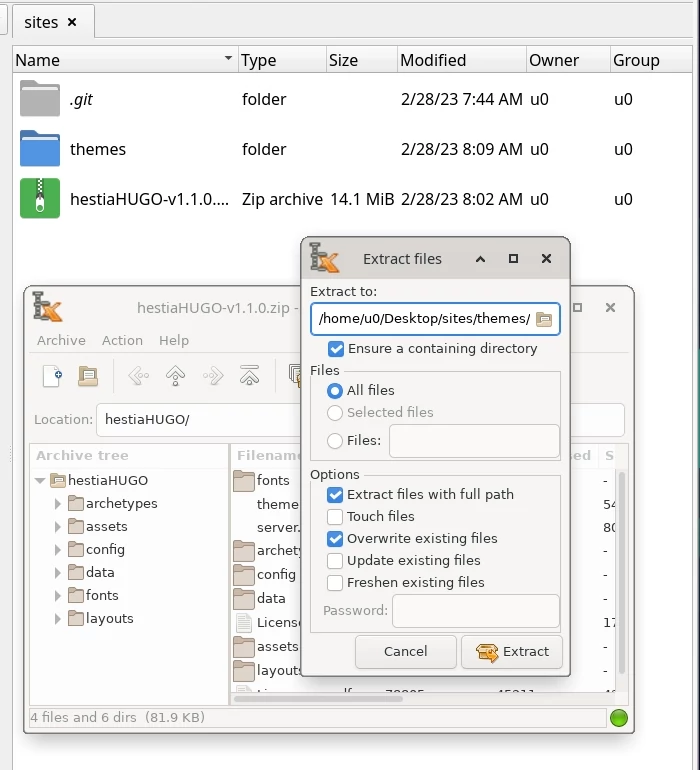 sites
Name Type Size Modified Owner Group
.git folder 2/28/23 7:44 AM u0 u0
themes folder 2/28/23 8:09 AM u0 u0
hestiaHUGO-v1.1.0.... Zip archive 14.1 MiB 2/28/23 8:02 AM u0 u0
hestiaHUGO-v1.1.0.zip -
Archive Action Help
Location: hestiaHUGO/
Archive tree
hestiaHUGO
archetypes
assets
config
data
fonts
layouts
Filename S
fonts -
theme 54
server. 80
archety -
config -
data -
License 17
assets -
layouts -
4 files and 6 dirs (81.9 KB)
Extract files
Extract to:
/home/u0/Desktop/sites/themes/
Ensure a containing directory
Files
All files
Selected files
Files:
Options
Extract files with full path
Touch files
Overwrite existing files
Update existing files
Freshen existing files
Password:
Cancel Extract